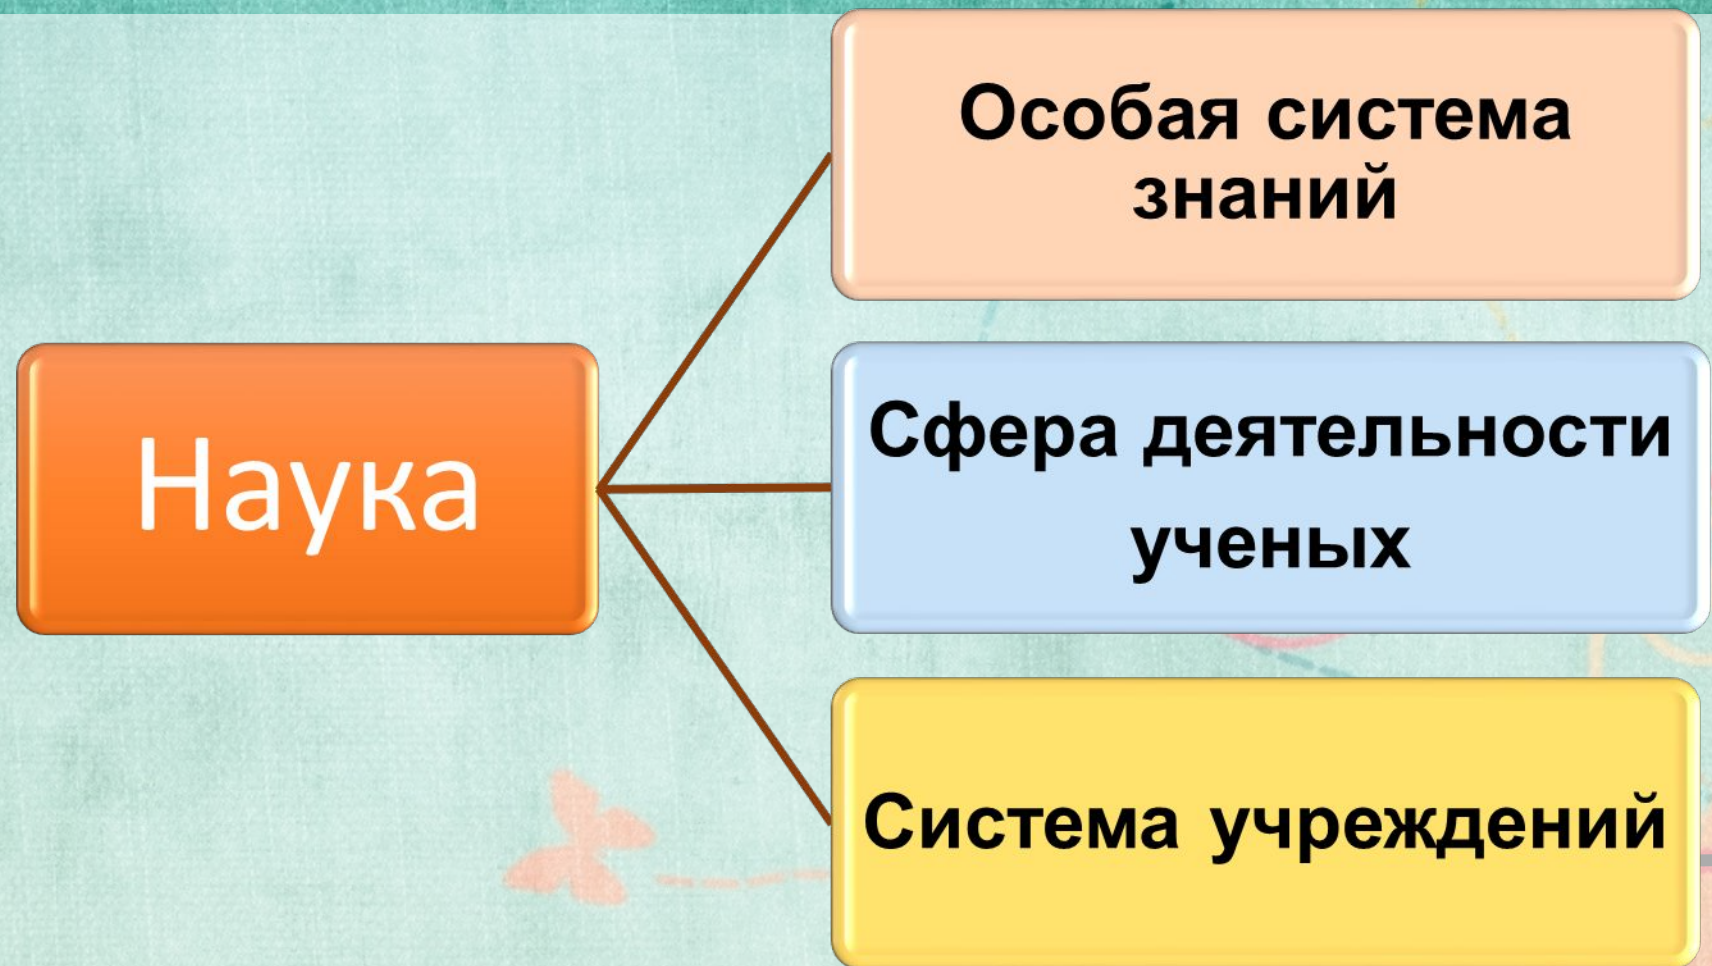 Особая система
знаний
Наука
Сфера деятельности
ученых
Система учреждений